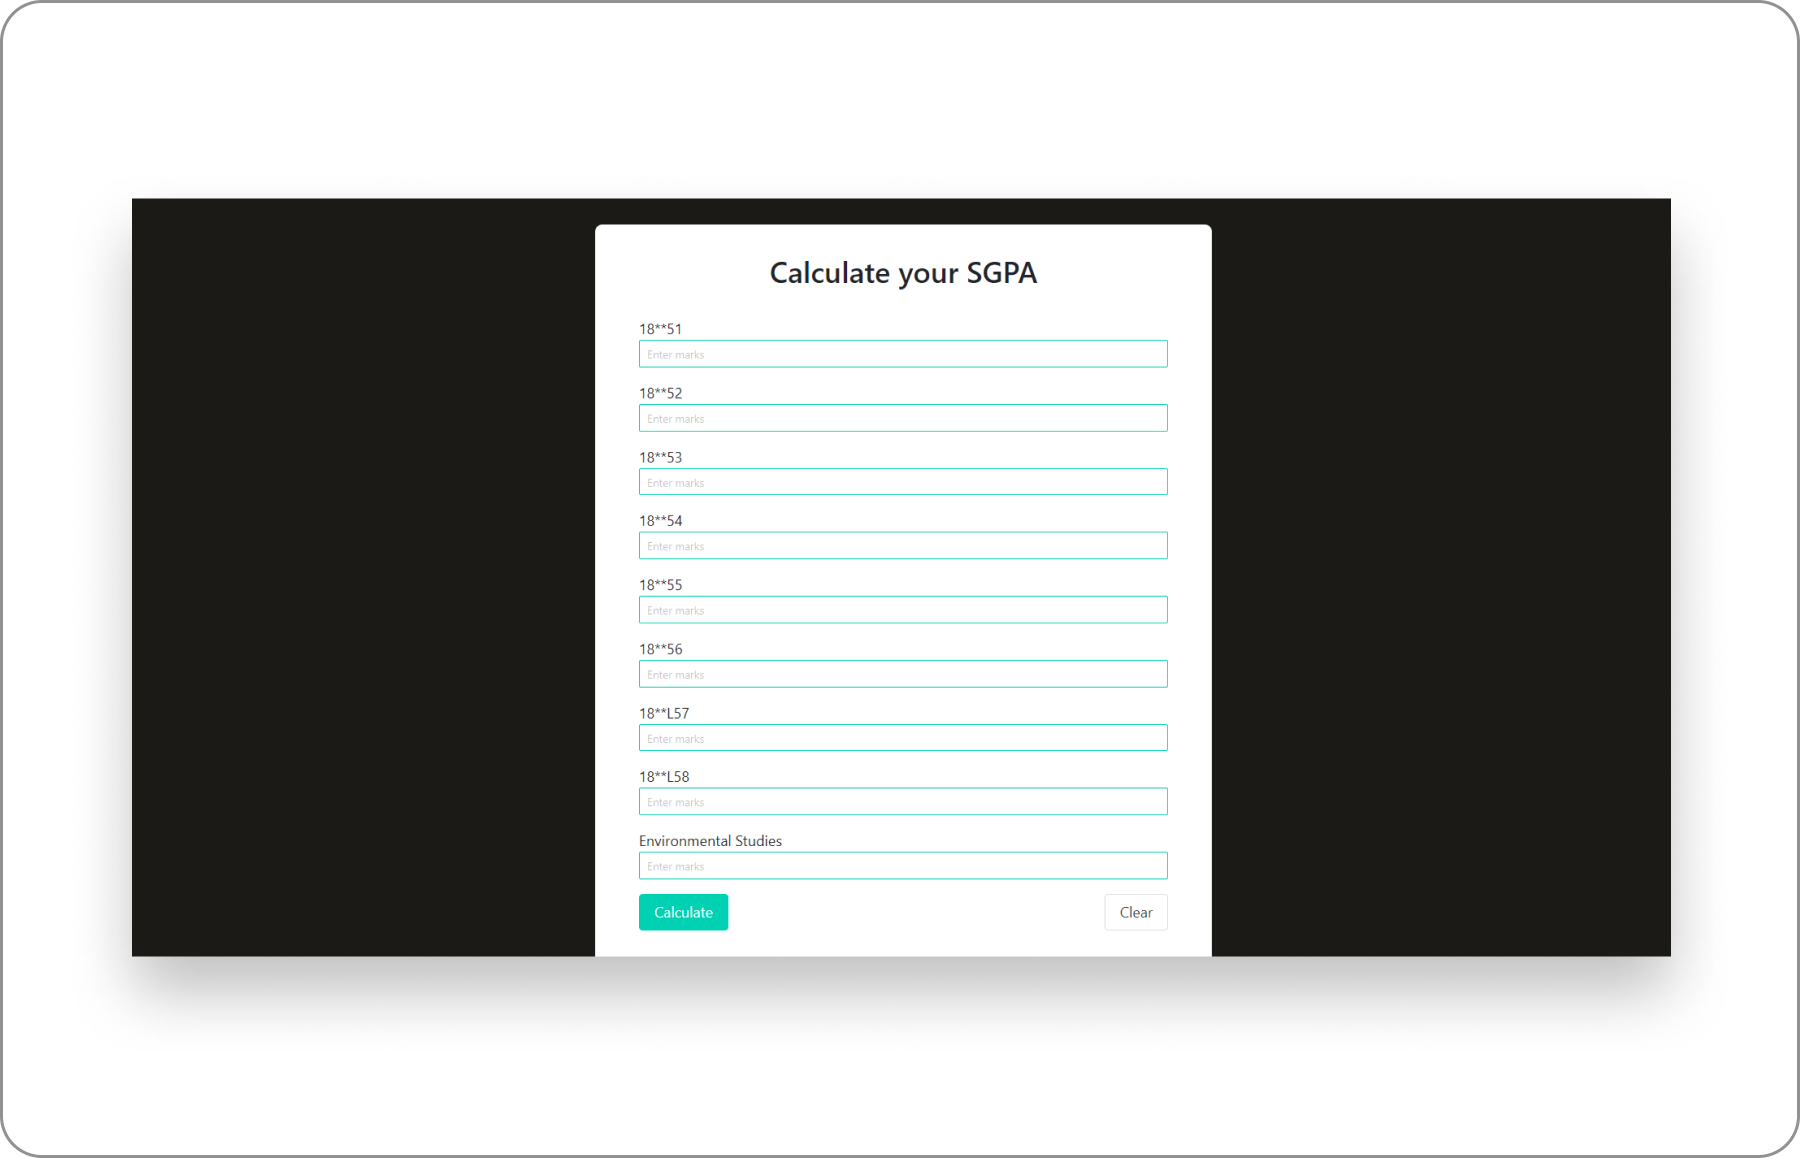 Calculate your SGPA
18**51
Enter marks
18**52
Enter marks
18**53
Enter marks
18**54
Enter marks
18**55
Enter marks
18**56
Enter marks
18**L57
Enter marks
18**L58
Enter marks
Environmental Studies
Enter marks
Calculate Clear